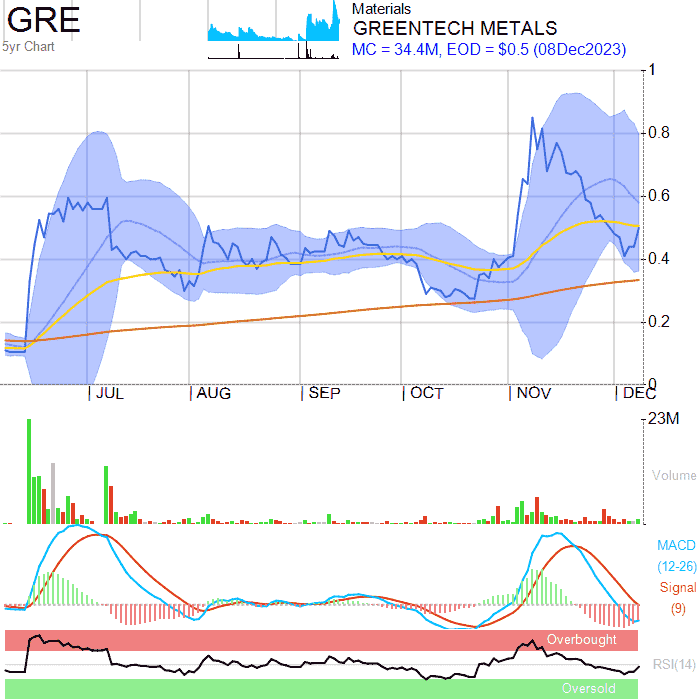 GRE
5yr Chart
Materials
GREENTECH METALS
MC = 34.4M, EOD = $0.5 (08Dec2023)
1
0.8
0.6
0.4
0.2
0
JUL AUG SEP OCT NOV DEC
23M
Volume
MACD
(12-26)
Signal
(9)
Overbought
RSI(14)
Oversold